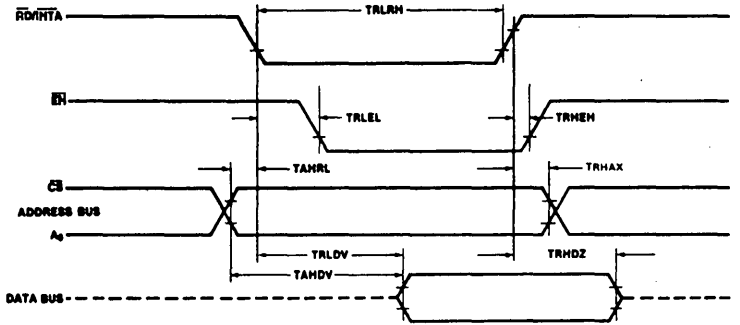 RD/INTA
TRLRH
EN
TRLEL
TRHEH
TAHRL
TRHAX
CS
ADDRESS BUS
A0
TRLDV
TRHDZ
TAHDV
DATA BUS